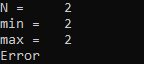 N =     2
min =   2
max =   2
Error